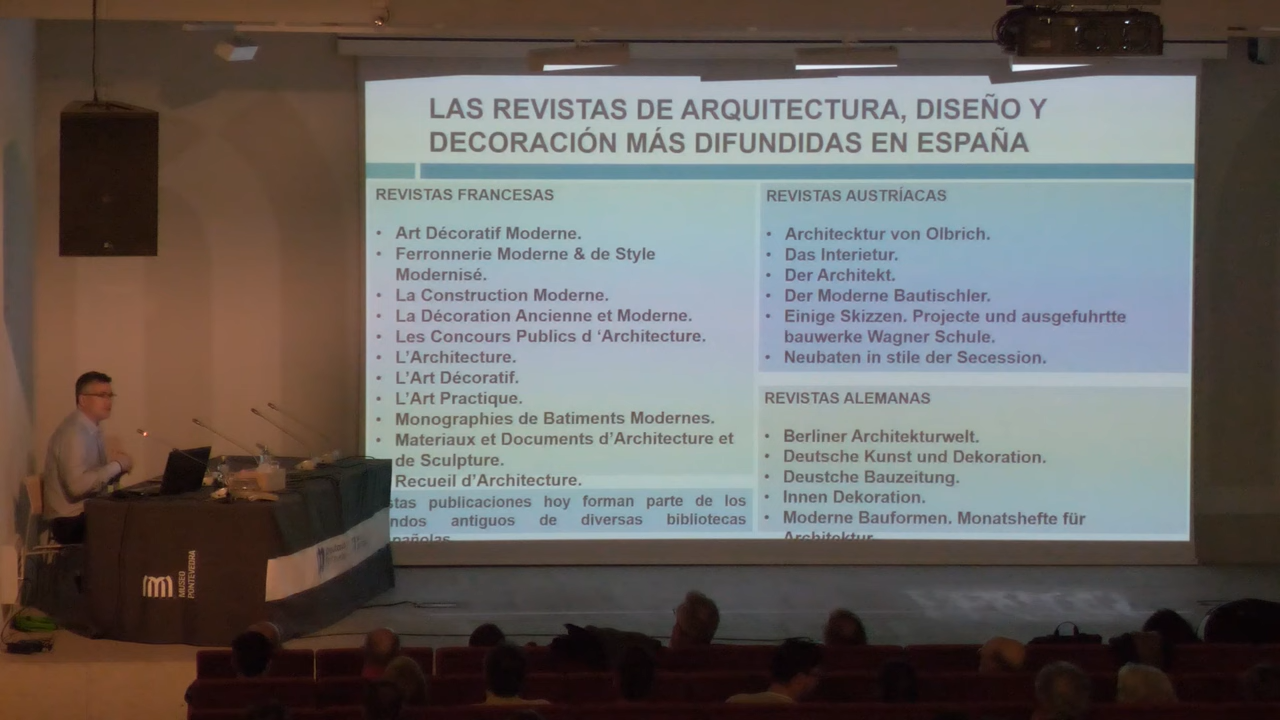 LAS REVISTAS DE ARQUITECTURA, DISEÑO Y
DECORACIÓN MÁS DIFUNDIDAS EN ESPAÑA
REVISTAS FRANCESAS
• Art Décoratif Moderne.
• Ferronnerie Moderne & de Style
Modernisé.
• La Construction Moderne.
• La Décoration Ancienne et Moderne.
• Les Concours Publics d ‘Architecture.
• L’Architecture.
• L’Art Décoratif.
• L’Art Practique.
• Monographies de Batiments Modernes.
• Materiaux et Documents d’Architecture et
de Sculpture.
Recueil d’Architecture.
stas publicaciones hoy forman parte de los
ndos antiguos de diversas bibliotecas
pañolas
REVISTAS AUSTRÍACAS
• Architecktur von Olbrich.
• Das Interietur.
• Der Architekt.
• Der Moderne Bautischler.
• Einige Skizzen. Projecte und ausgefuhrtte
bauwerke Wagner Schule.
• Neubaten in stile der Secession.
REVISTAS ALEMANAS
• Berliner Architekturwelt.
• Deutsche Kunst und Dekoration.
• Deustche Bauzeitung.
• Innen Dekoration.
• Moderne Bauformen. Monatshefte für
Architektur
MUSEO
PONTEVEDRA